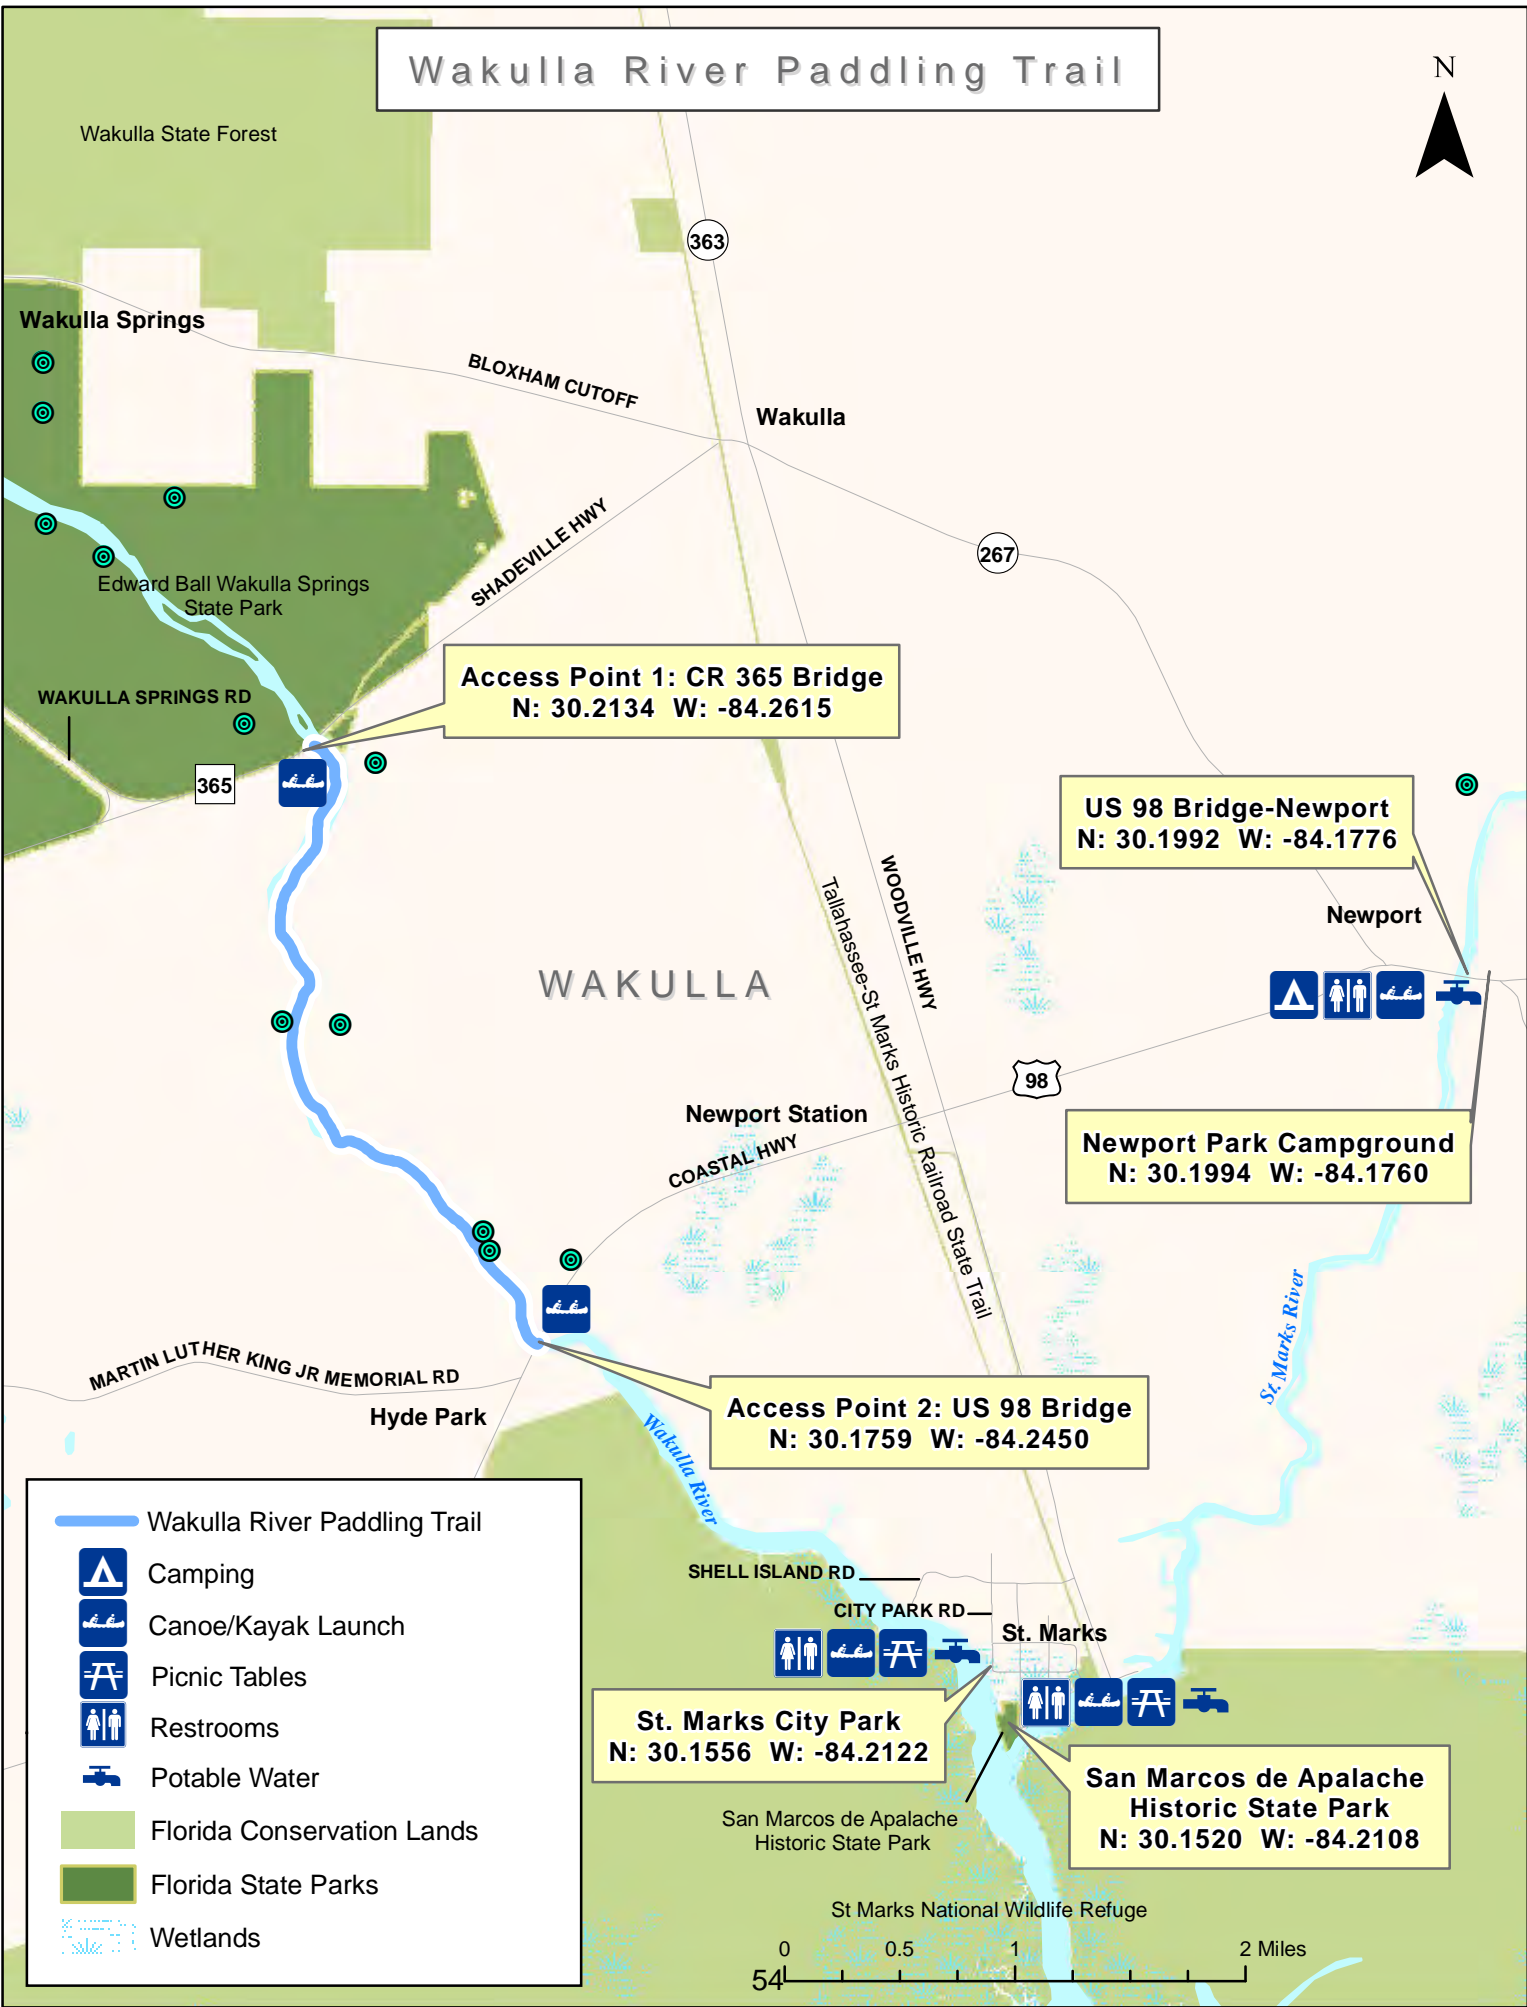 Wakulla River Paddling Trail
N
Wakulla State Forest
363
Wakulla Springs
BLOXHAM CUTOFF
Wakulla
SHADEVILLE HWY
267
Edward Ball Wakulla Springs
State Park
Access Point 1: CR 365 Bridge
N: 30.2134 W: -84.2615
WAKULLA SPRINGS RD
365
US 98 Bridge-Newport
N: 30.1992 W: -84.1776
WOODVILLE HWY
Tallahassee-St Marks Historic Railroad State Trail
Newport
WAKULLA
98
Newport Station
COASTAL HWY
Newport Park Campground
N: 30.1994 W: -84.1760
St. Marks River
MARTIN LUTHER KING JR MEMORIAL RD
Hyde Park
Access Point 2: US 98 Bridge
N: 30.1759 W: -84.2450
Wakulla River
Wakulla River Paddling Trail
Camping
Canoe/Kayak Launch
Picnic Tables
Restrooms
Potable Water
Florida Conservation Lands
Florida State Parks
Wetlands
SHELL ISLAND RD
CITY PARK RD
St. Marks
St. Marks City Park
N: 30.1556 W: -84.2122
San Marcos de Apalache
Historic State Park
N: 30.1520 W: -84.2108
San Marcos de Apalache
Historic State Park
St Marks National Wildlife Refuge
0 0.5 1 2 Miles
54